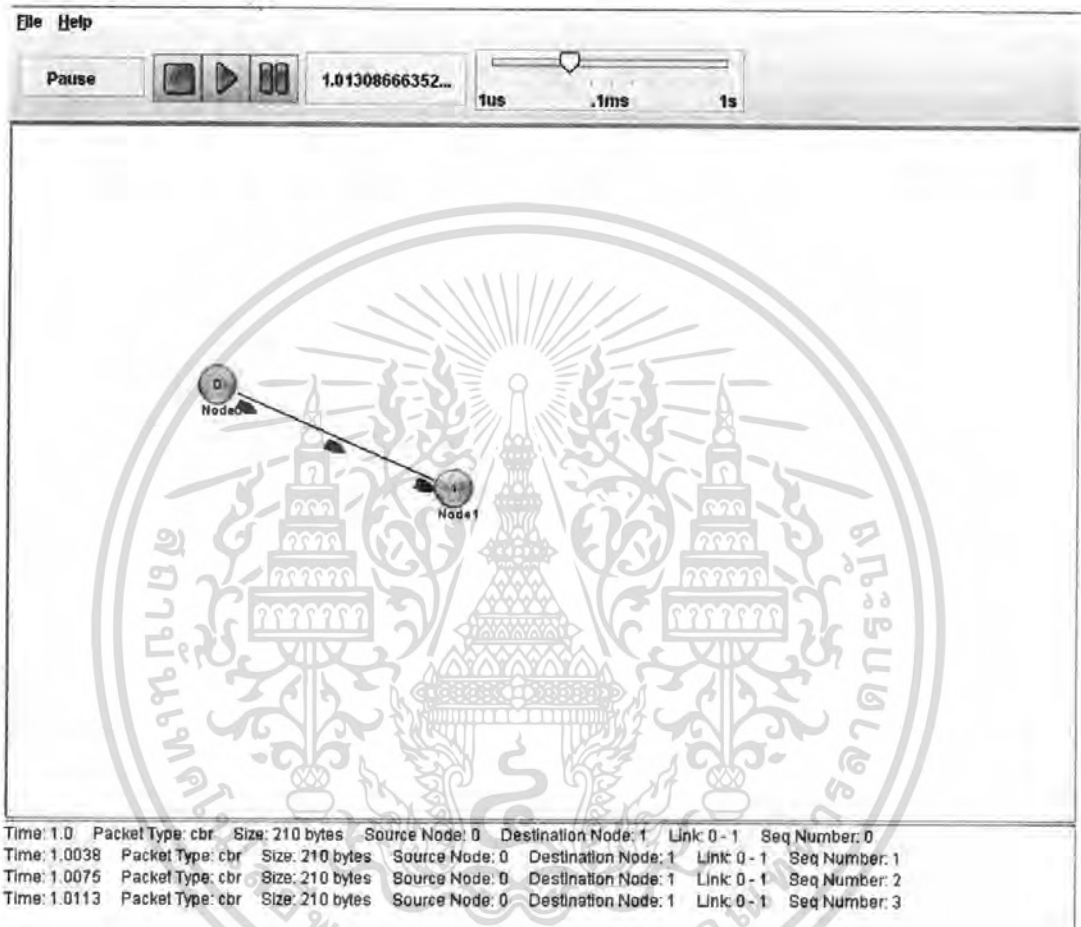 File Help
Pause 1.01308666352...
1us .1ms 1s
0
Node0
1
Node1
Time: 1.0 Packet Type: cbr Size: 210 bytes Source Node: 0 Destination Node: 1 Link: 0 - 1 Seq Number: 0
Time: 1.0038 Packet Type: cbr Size: 210 bytes Source Node: 0 Destination Node: 1 Link: 0 - 1 Seq Number: 1
Time: 1.0075 Packet Type: cbr Size: 210 bytes Source Node: 0 Destination Node: 1 Link: 0 - 1 Seq Number: 2
Time: 1.0113 Packet Type: cbr Size: 210 bytes Source Node: 0 Destination Node: 1 Link: 0 - 1 Seq Number: 3